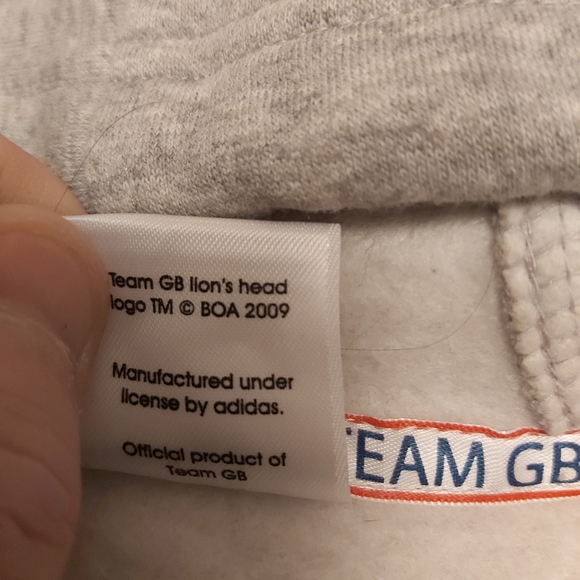 Team GB lion's head
logo TM © BOA 2009
Manufactured under
license by adidas.
Official product of
Team GB
TEAM GB